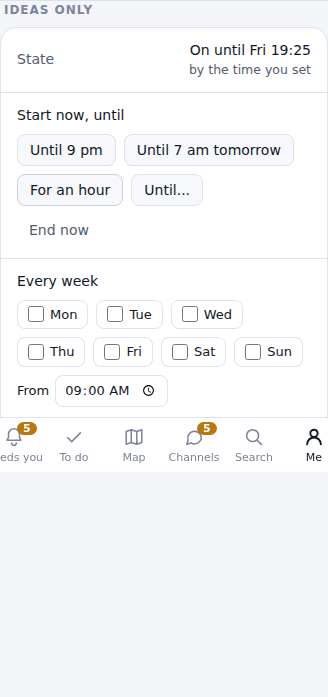 IDEAS ONLY
State
On until Fri 19:25
by the time you set
Start now, until
Until 9 pm
Until 7 am tomorrow
For an hour
Until...
End now
Every week
Mon
Tue
Wed
Thu
Fri
Sat
Sun
From 09:00 AM
5
5
eds you
To do
Map
Channels
Search
Me